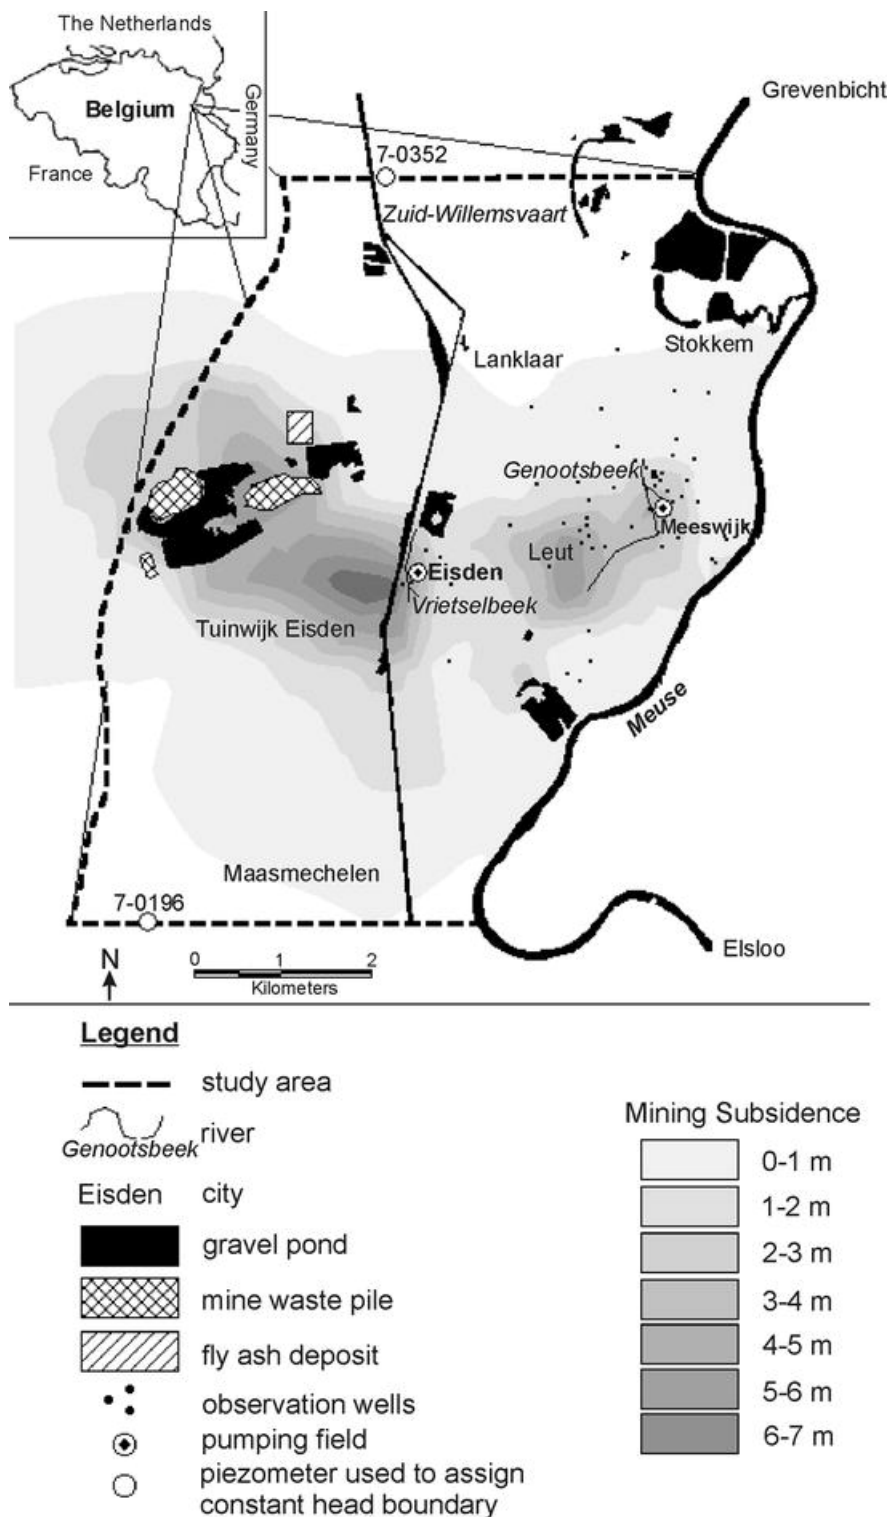 The Netherlands
Belgium
Germany
France
Grevenbicht
7-0352
Zuid-Willemsvaart
Stokkem
Lanklaar
Genootsbeek
Meeswijk
Leut
Eisden
Vrietselbeek
Tuinwijk Eisden
Meuse
Maasmechelen
7-0196
Elsloo
N
0 1 2
Kilometers
Legend
study area
Genootsbeek river
Eisden city
gravel pond
mine waste pile
fly ash deposit
observation wells
pumping field
piezometer used to assign
constant head boundary
Mining Subsidence
0-1 m
1-2 m
2-3 m
3-4 m
4-5 m
5-6 m
6-7 m